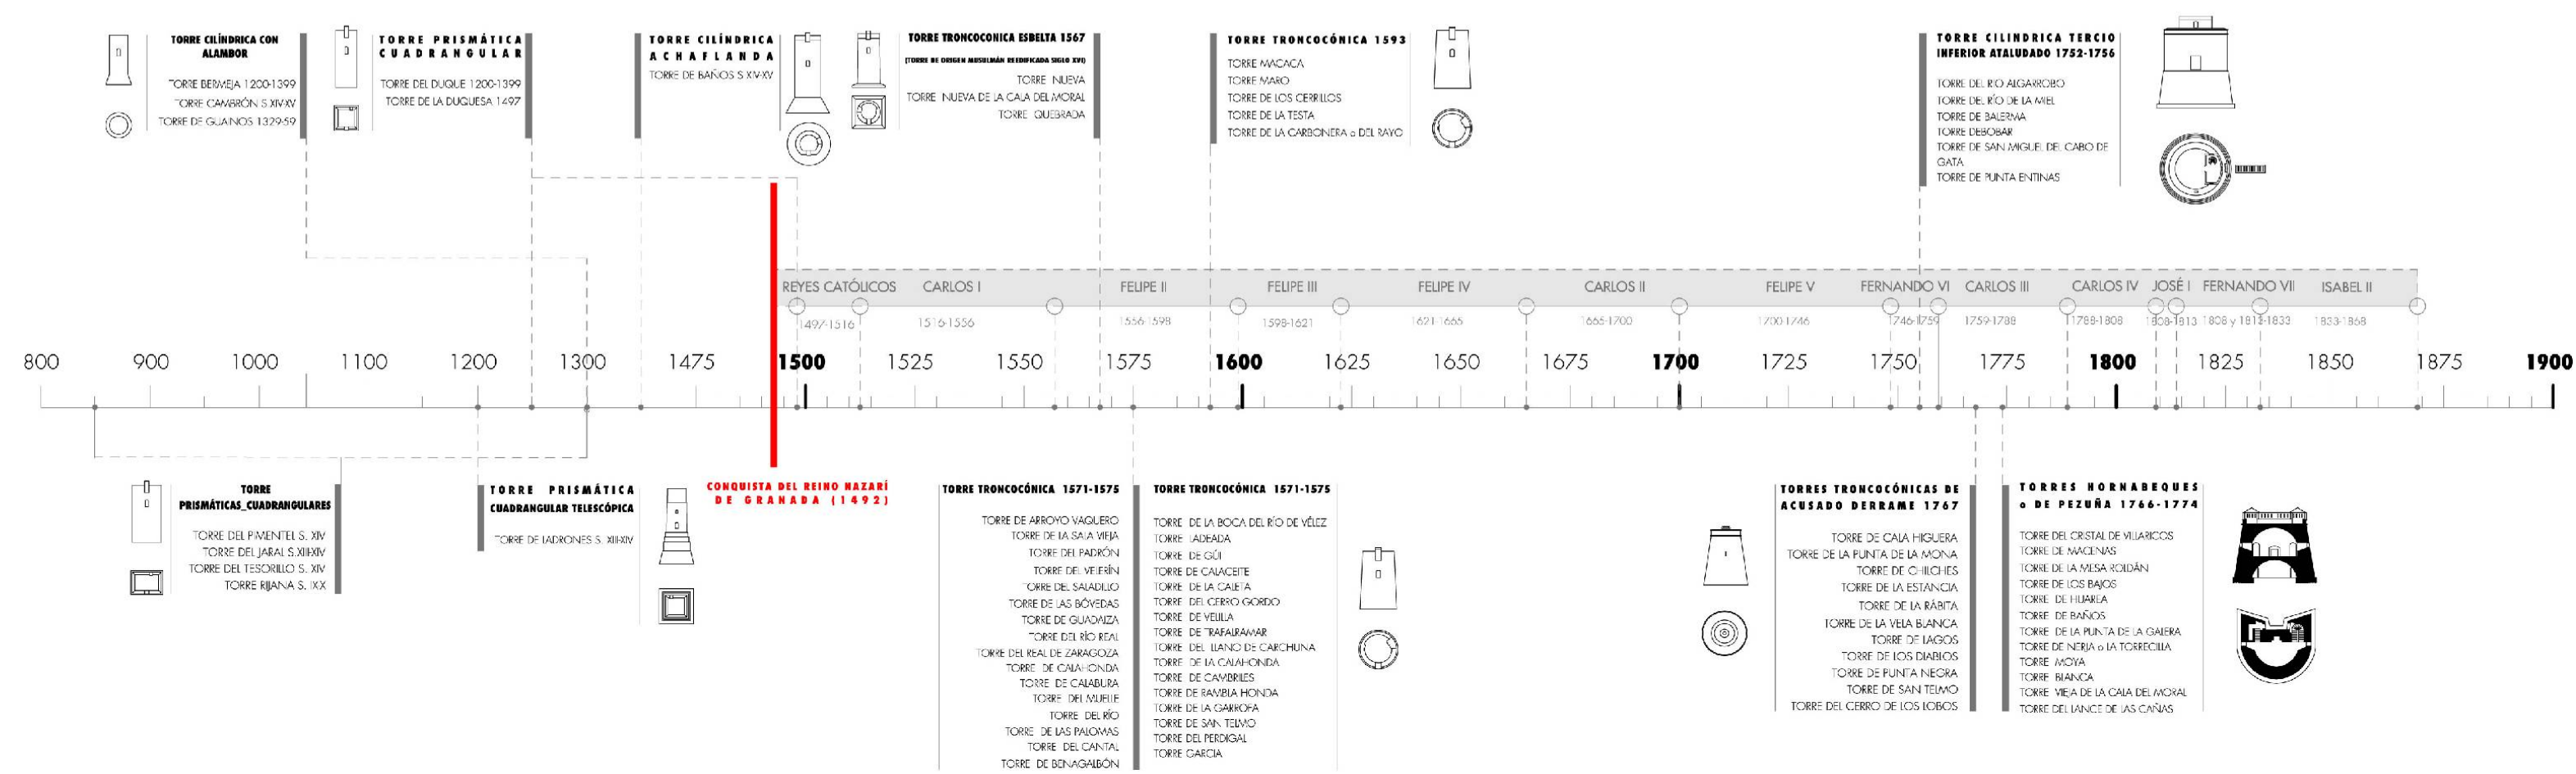 TORRE CILÍNDRICA CON
ALAMBOR
TORRE BERMEJA 1200-1399
TORRE CAMBRÓN S.XIV-XV
TORRE DE GUAINOS 1329-59
TORRE PRISMÁTICA
CUADRANGULAR
TORRE DEL DUQUE 1200-1399
TORRE DE LA DUQUESA 1497
TORRE CILÍNDRICA
ACHAFLANDA
TORRE DE BAÑOS S.XIV-XV
TORRE TRONCOCONICA ESBELTA 1567
(TORRE DE ORIGEN MUSULMÁN REEDIFICADA SIGLO XVI)
TORRE NUEVA
TORRE NUEVA DE LA CALA DEL MORAL
TORRE QUEBRADA
TORRE TRONCOCÓNICA 1593
TORRE MACACA
TORRE MARO
TORRE DE LOS CERRILLOS
TORRE DE LA TESTA
TORRE DE LA CARBONERA o DEL RAYO
TORRE CILINDRICA TERCIO
INFERIOR ATALUDADO 1752-1756
TORRE DEL RIO ALGARROBO
TORRE DEL RÍO DE LA MIEL
TORRE DE BALERMA
TORRE DEBOBAR
TORRE DE SAN MIGUEL DEL CABO DE
GATA
TORRE DE PUNTA ENTINAS
REYES CATÓLICOS CARLOS I FELIPE II FELIPE III FELIPE IV CARLOS II FELIPE V FERNANDO VI CARLOS III CARLOS IV JOSÉ I FERNANDO VII ISABEL II
1497-1516 1516-1556 1556-1598 1598-1621 1621-1665 1665-1700 1700-1746 1746-1759 1759-1788 1788-1808 1808-1813 1808 y 1813-1833 1833-1868
800 900 1000 1100 1200 1300 1475 1500 1525 1550 1575 1600 1625 1650 1675 1700 1725 1750 1775 1800 1825 1850 1875 1900
TORRE
PRISMÁTICAS_CUADRANGULARES
TORRE DEL PIMENTEL S. XIV
TORRE DEL JARAL S.XIII-XIV
TORRE DEL TESORILLO S. XIV
TORRE RIJANA S. IX-X
TORRE PRISMÁTICA
CUADRANGULAR TELESCÓPICA
TORRE DE LADRONES S. XIII-XIV
CONQUISTA DEL REINO NAZARÍ
DE GRANADA (1492)
TORRE TRONCOCÓNICA 1571-1575
TORRE DE ARROYO VAQUERO
TORRE DE LA SALA VIEJA
TORRE DEL PADRÓN
TORRE DEL VELERÍN
TORRE DEL SALADILLO
TORRE DE LAS BÓVEDAS
TORRE DE GUADAIZA
TORRE DEL RÍO REAL
TORRE DEL REAL DE ZARAGOZA
TORRE DE CALAHONDA
TORRE DE CALABURA
TORRE DEL MUELLE
TORRE DEL RÍO
TORRE DE LAS PALOMAS
TORRE DEL CANTAL
TORRE DE BENAGALBÓN
TORRE TRONCOCÓNICA 1571-1575
TORRE DE LA BOCA DEL RÍO DE VÉLEZ
TORRE LADEADA
TORRE DE GÜI
TORRE DE CALACEITE
TORRE DE LA CALETA
TORRE DEL CERRO GORDO
TORRE DE VELILLA
TORRE DE TRAFALRAMAR
TORRE DEL LLANO DE CARCHUNA
TORRE DE LA CALAHONDA
TORRE DE CAMBRILES
TORRE DE RAMBLA HONDA
TORRE DE LA GARROFA
TORRE DE SAN TELMO
TORRE DEL PERDIGAL
TORRE GARCIA
TORRES TRONCOCÓNICAS DE
ACUSADO DERRAME 1767
TORRE DE CALA HIGUERA
TORRE DE LA PUNTA DE LA MONA
TORRE DE CHILCHES
TORRE DE LA ESTANCIA
TORRE DE LA RÁBITA
TORRE DE LA VELA BLANCA
TORRE DE LAGOS
TORRE DE LOS DIABLOS
TORRE DE PUNTA NEGRA
TORRE DE SAN TELMO
TORRE DEL CERRO DE LOS LOBOS
TORRES HORNABEQUES
o DE PEZUÑA 1766-1774
TORRE DEL CRISTAL DE VILLARICOS
TORRE DE MACENAS
TORRE DE LA MESA ROLDÁN
TORRE DE LOS BAJOS
TORRE DE HUAREA
TORRE DE BAÑOS
TORRE DE LA PUNTA DE LA GALERA
TORRE DE NERJA o LA TORRECILLA
TORRE MOYA
TORRE BLANCA
TORRE VIEJA DE LA CALA DEL MORAL
TORRE DEL LANCE DE LAS CAÑAS